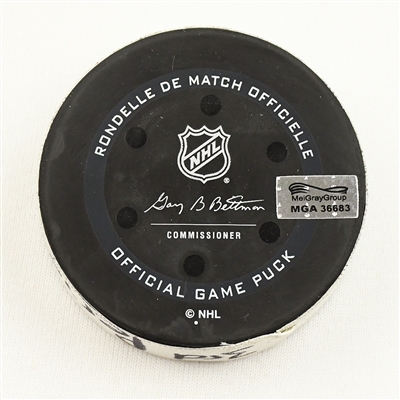 RONDELLE DE MATCH OFFICIELLE
NHL
Gary B Bettman
COMMISSIONER
MeiGrayGroup
MGA 36683
OFFICIAL GAME PUCK
© NHL